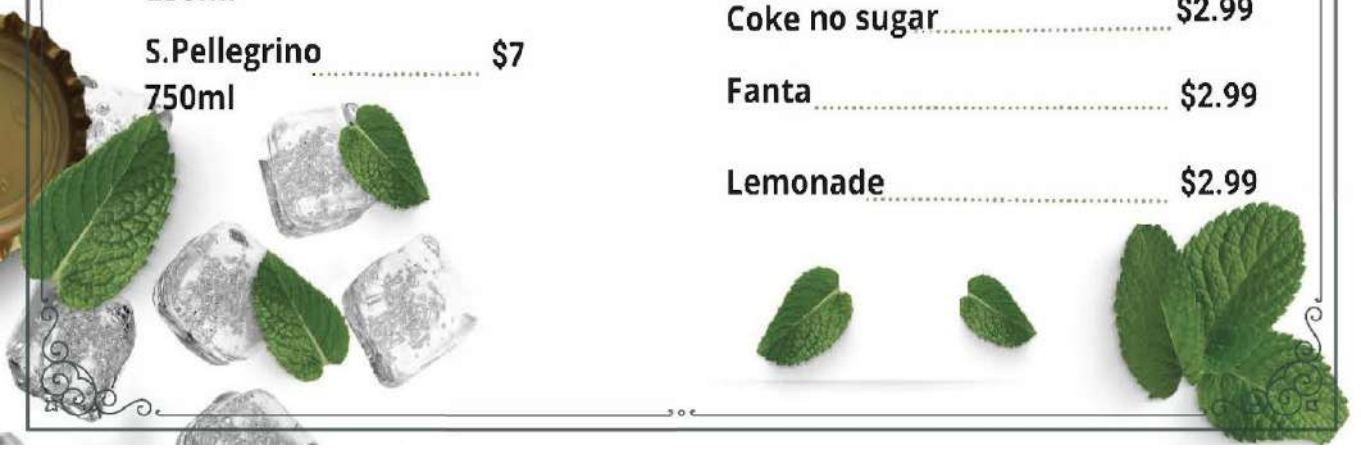 S.Pellegrino $7
750ml
Coke no sugar $2.99
Fanta $2.99
Lemonade $2.99